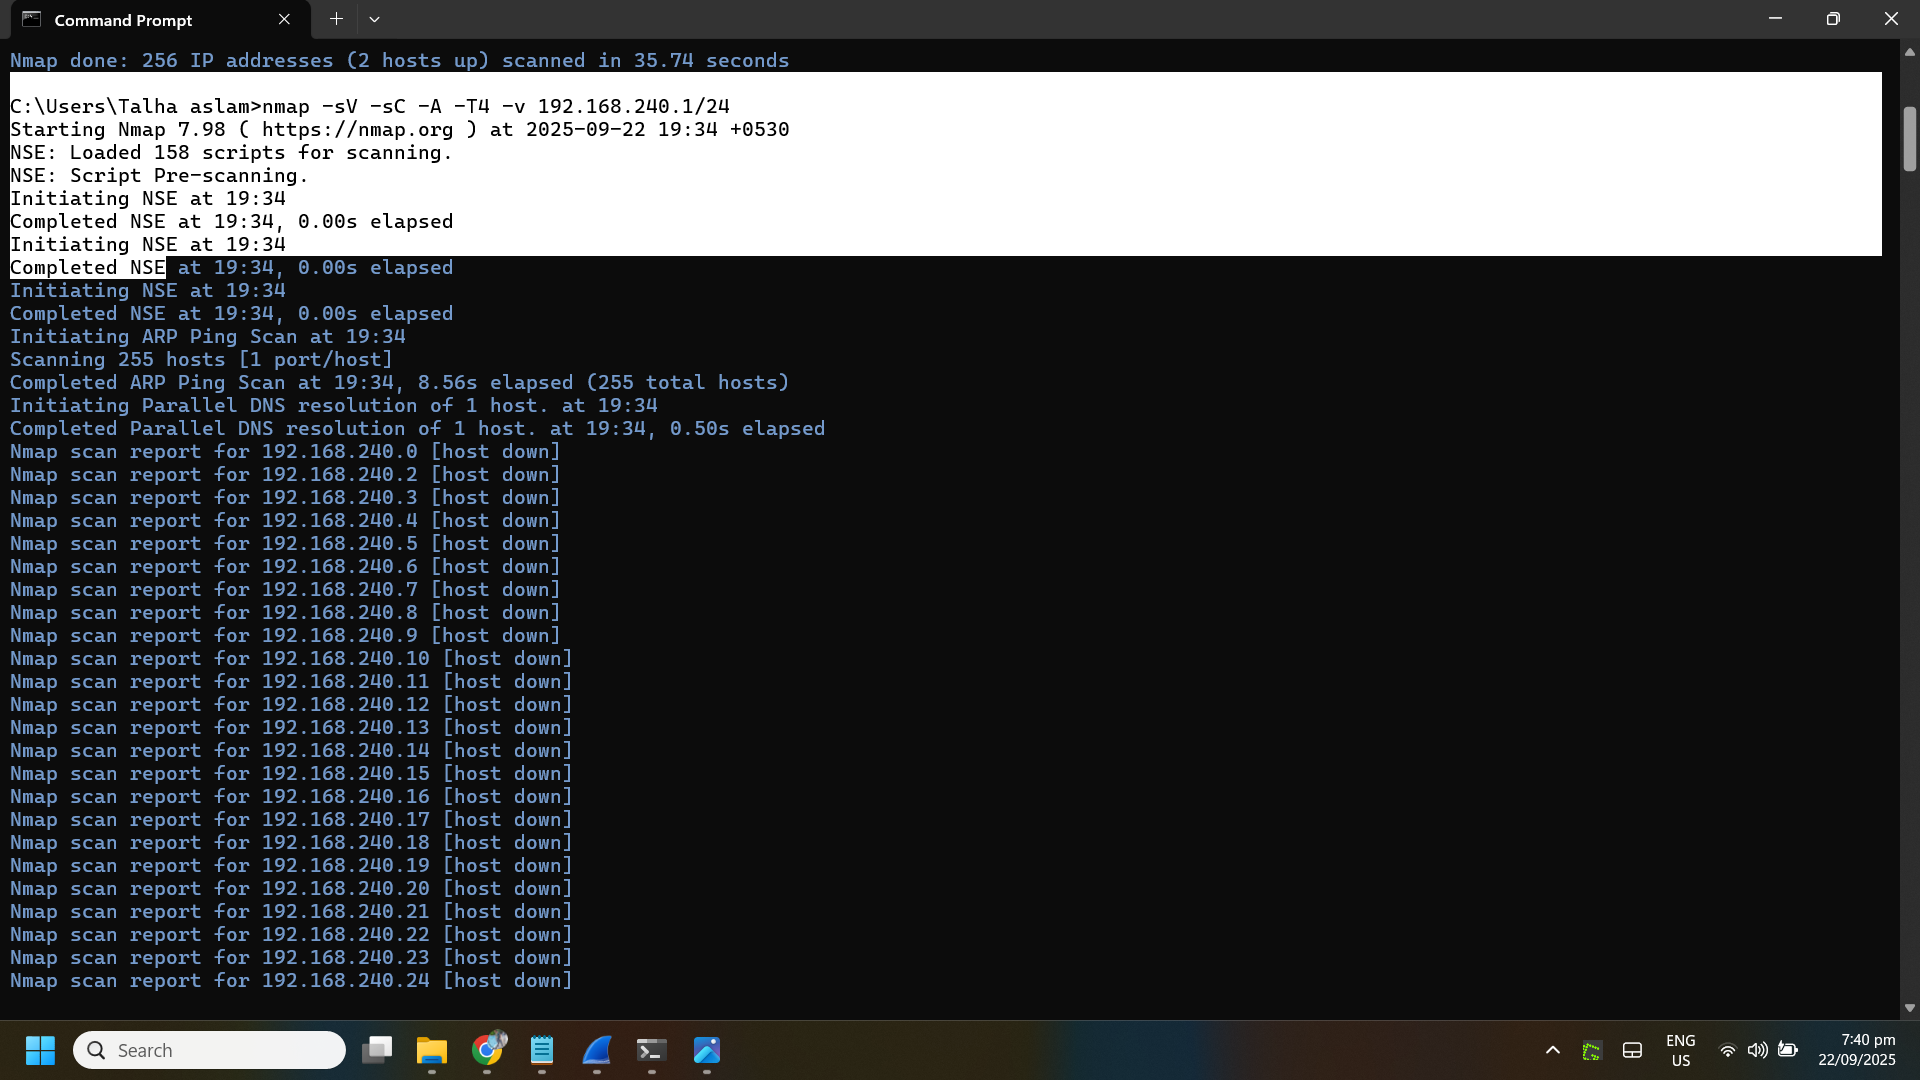 Command Prompt
Nmap done: 256 IP addresses (2 hosts up) scanned in 35.74 seconds
C:\Users\Talha aslam>nmap -sV -sC -A -T4 -v 192.168.240.1/24
Starting Nmap 7.98 ( https://nmap.org ) at 2025-09-22 19:34 +0530
NSE: Loaded 158 scripts for scanning.
NSE: Script Pre-scanning.
Initiating NSE at 19:34
Completed NSE at 19:34, 0.00s elapsed
Initiating NSE at 19:34
Completed NSE at 19:34, 0.00s elapsed
Initiating NSE at 19:34
Completed NSE at 19:34, 0.00s elapsed
Initiating ARP Ping Scan at 19:34
Scanning 255 hosts [1 port/host]
Completed ARP Ping Scan at 19:34, 8.56s elapsed (255 total hosts)
Initiating Parallel DNS resolution of 1 host. at 19:34
Completed Parallel DNS resolution of 1 host. at 19:34, 0.50s elapsed
Nmap scan report for 192.168.240.0 [host down]
Nmap scan report for 192.168.240.2 [host down]
Nmap scan report for 192.168.240.3 [host down]
Nmap scan report for 192.168.240.4 [host down]
Nmap scan report for 192.168.240.5 [host down]
Nmap scan report for 192.168.240.6 [host down]
Nmap scan report for 192.168.240.7 [host down]
Nmap scan report for 192.168.240.8 [host down]
Nmap scan report for 192.168.240.9 [host down]
Nmap scan report for 192.168.240.10 [host down]
Nmap scan report for 192.168.240.11 [host down]
Nmap scan report for 192.168.240.12 [host down]
Nmap scan report for 192.168.240.13 [host down]
Nmap scan report for 192.168.240.14 [host down]
Nmap scan report for 192.168.240.15 [host down]
Nmap scan report for 192.168.240.16 [host down]
Nmap scan report for 192.168.240.17 [host down]
Nmap scan report for 192.168.240.18 [host down]
Nmap scan report for 192.168.240.19 [host down]
Nmap scan report for 192.168.240.20 [host down]
Nmap scan report for 192.168.240.21 [host down]
Nmap scan report for 192.168.240.22 [host down]
Nmap scan report for 192.168.240.23 [host down]
Nmap scan report for 192.168.240.24 [host down]
Search
ENG
US
7:40 pm
22/09/2025